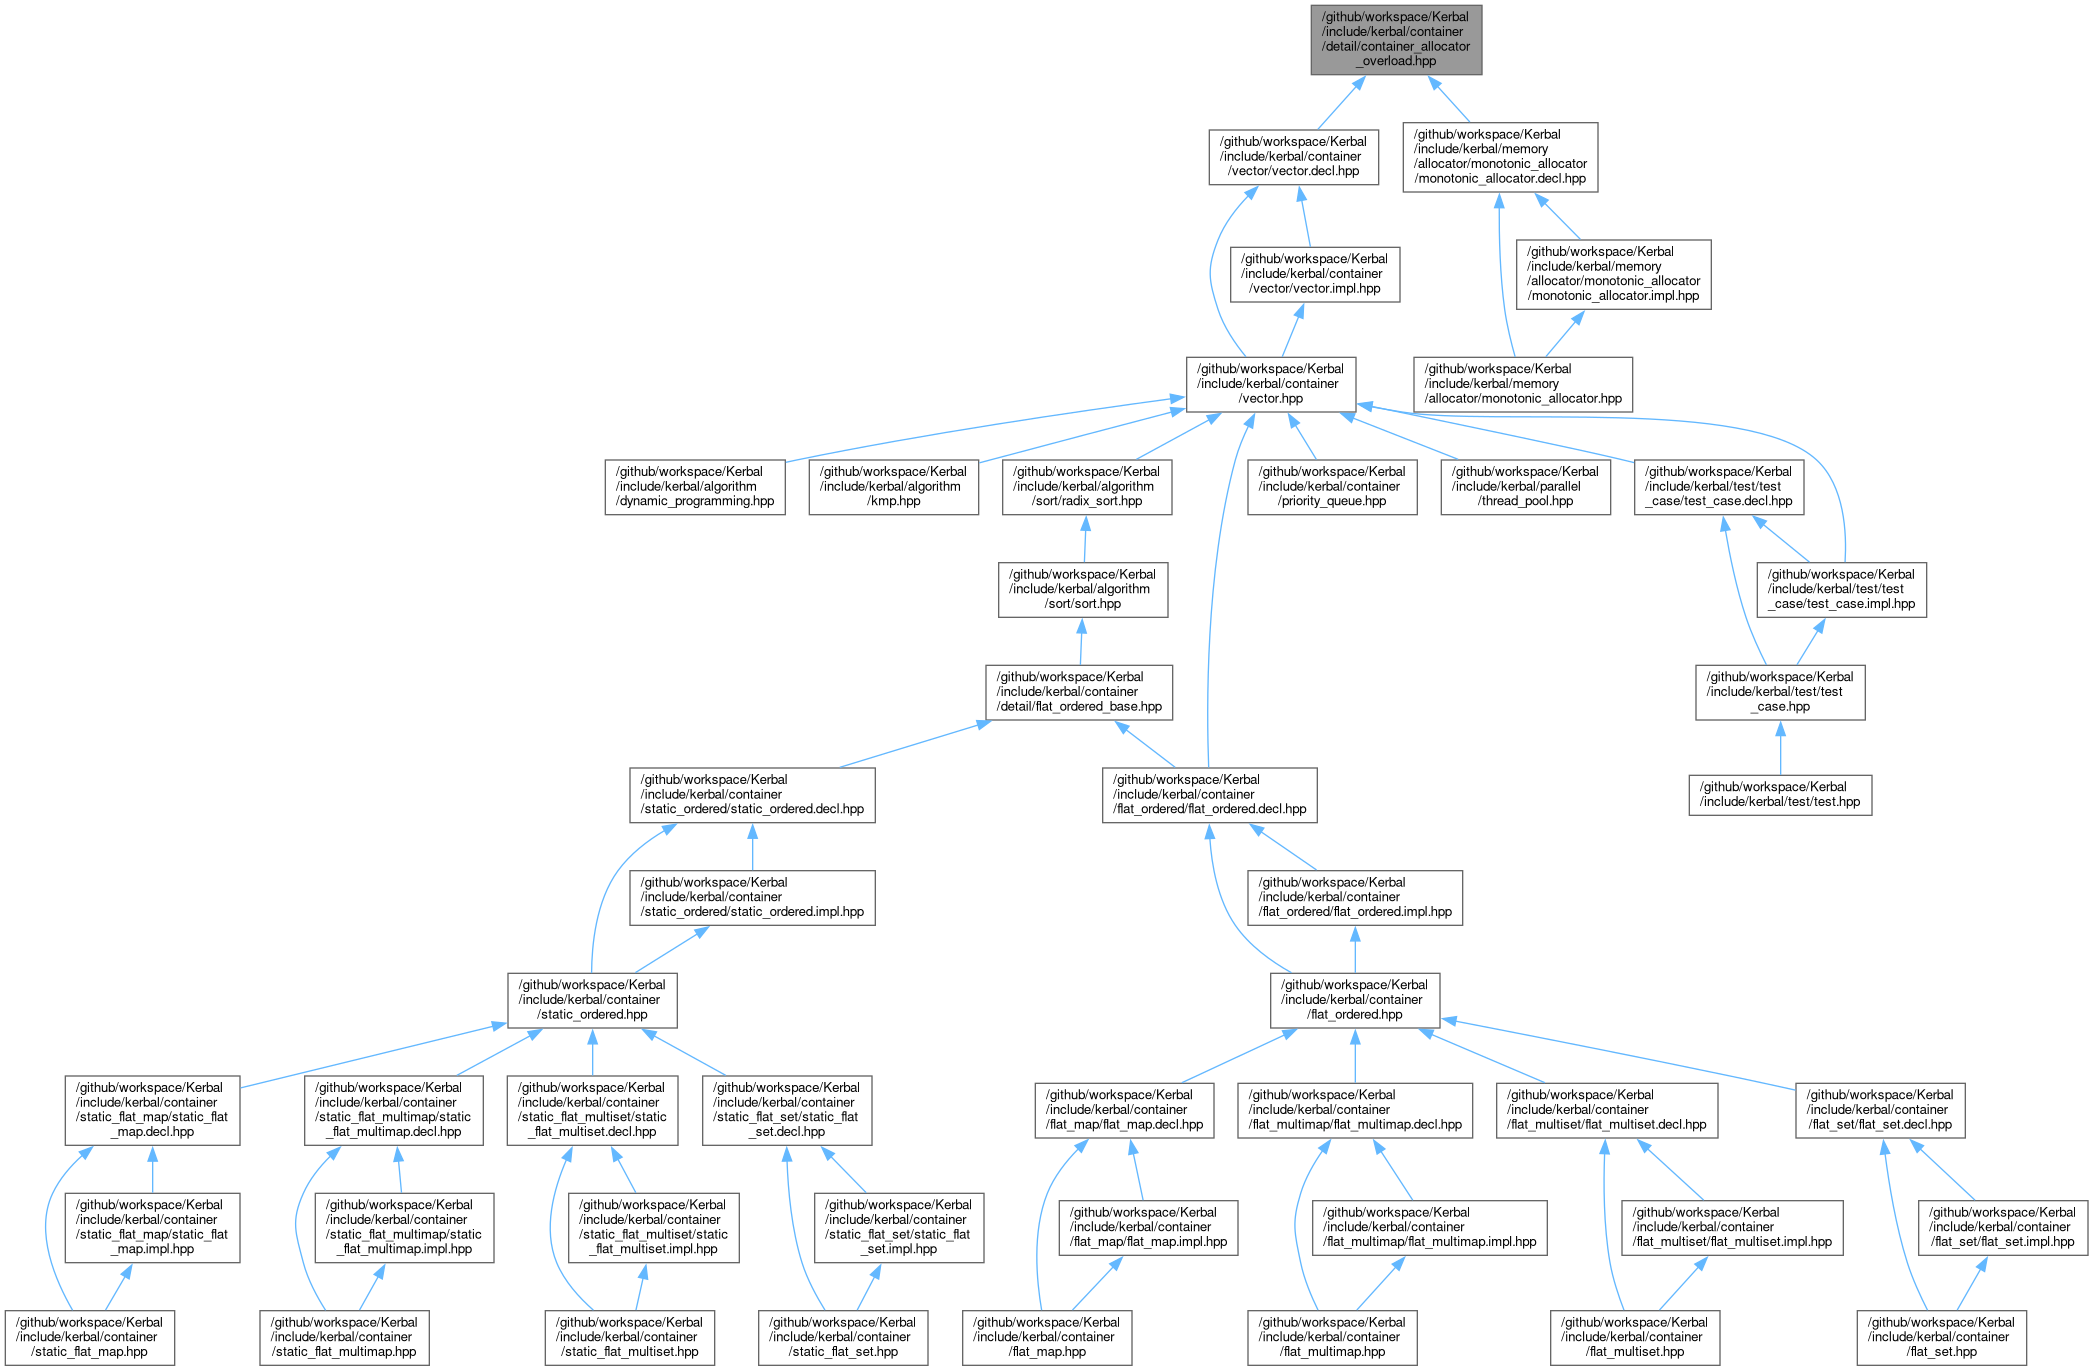 /github/workspace/Kerbal
/include/kerbal/container
/detail/container_allocator
_overload.hpp
/github/workspace/Kerbal
/include/kerbal/container
/vector/vector.decl.hpp
/github/workspace/Kerbal
/include/kerbal/memory
/allocator/monotonic_allocator
/monotonic_allocator.decl.hpp
/github/workspace/Kerbal
/include/kerbal/container
/vector/vector.impl.hpp
/github/workspace/Kerbal
/include/kerbal/memory
/allocator/monotonic_allocator
/monotonic_allocator.impl.hpp
/github/workspace/Kerbal
/include/kerbal/container
/vector.hpp
/github/workspace/Kerbal
/include/kerbal/memory
/allocator/monotonic_allocator.hpp
/github/workspace/Kerbal
/include/kerbal/algorithm
/dynamic_programming.hpp
/github/workspace/Kerbal
/include/kerbal/algorithm
/kmp.hpp
/github/workspace/Kerbal
/include/kerbal/algorithm
/sort/radix_sort.hpp
/github/workspace/Kerbal
/include/kerbal/container
/priority_queue.hpp
/github/workspace/Kerbal
/include/kerbal/parallel
/thread_pool.hpp
/github/workspace/Kerbal
/include/kerbal/test/test
_case/test_case.decl.hpp
/github/workspace/Kerbal
/include/kerbal/algorithm
/sort/sort.hpp
/github/workspace/Kerbal
/include/kerbal/test/test
_case/test_case.impl.hpp
/github/workspace/Kerbal
/include/kerbal/container
/detail/flat_ordered_base.hpp
/github/workspace/Kerbal
/include/kerbal/test/test
_case.hpp
/github/workspace/Kerbal
/include/kerbal/container
/static_ordered/static_ordered.decl.hpp
/github/workspace/Kerbal
/include/kerbal/container
/flat_ordered/flat_ordered.decl.hpp
/github/workspace/Kerbal
/include/kerbal/test/test.hpp
/github/workspace/Kerbal
/include/kerbal/container
/static_ordered/static_ordered.impl.hpp
/github/workspace/Kerbal
/include/kerbal/container
/flat_ordered/flat_ordered.impl.hpp
/github/workspace/Kerbal
/include/kerbal/container
/static_ordered.hpp
/github/workspace/Kerbal
/include/kerbal/container
/flat_ordered.hpp
/github/workspace/Kerbal
/include/kerbal/container
/static_flat_map/static_flat
_map.decl.hpp
/github/workspace/Kerbal
/include/kerbal/container
/static_flat_multimap/static
_flat_multimap.decl.hpp
/github/workspace/Kerbal
/include/kerbal/container
/static_flat_multiset/static
_flat_multiset.decl.hpp
/github/workspace/Kerbal
/include/kerbal/container
/static_flat_set/static_flat
_set.decl.hpp
/github/workspace/Kerbal
/include/kerbal/container
/flat_map/flat_map.decl.hpp
/github/workspace/Kerbal
/include/kerbal/container
/flat_multimap/flat_multimap.decl.hpp
/github/workspace/Kerbal
/include/kerbal/container
/flat_multiset/flat_multiset.decl.hpp
/github/workspace/Kerbal
/include/kerbal/container
/flat_set/flat_set.decl.hpp
/github/workspace/Kerbal
/include/kerbal/container
/static_flat_map/static_flat
_map.impl.hpp
/github/workspace/Kerbal
/include/kerbal/container
/static_flat_multimap/static
_flat_multimap.impl.hpp
/github/workspace/Kerbal
/include/kerbal/container
/static_flat_multiset/static
_flat_multiset.impl.hpp
/github/workspace/Kerbal
/include/kerbal/container
/static_flat_set/static_flat
_set.impl.hpp
/github/workspace/Kerbal
/include/kerbal/container
/flat_map/flat_map.impl.hpp
/github/workspace/Kerbal
/include/kerbal/container
/flat_multimap/flat_multimap.impl.hpp
/github/workspace/Kerbal
/include/kerbal/container
/flat_multiset/flat_multiset.impl.hpp
/github/workspace/Kerbal
/include/kerbal/container
/flat_set/flat_set.impl.hpp
/github/workspace/Kerbal
/include/kerbal/container
/static_flat_map.hpp
/github/workspace/Kerbal
/include/kerbal/container
/static_flat_multimap.hpp
/github/workspace/Kerbal
/include/kerbal/container
/static_flat_multiset.hpp
/github/workspace/Kerbal
/include/kerbal/container
/static_flat_set.hpp
/github/workspace/Kerbal
/include/kerbal/container
/flat_map.hpp
/github/workspace/Kerbal
/include/kerbal/container
/flat_multimap.hpp
/github/workspace/Kerbal
/include/kerbal/container
/flat_multiset.hpp
/github/workspace/Kerbal
/include/kerbal/container
/flat_set.hpp